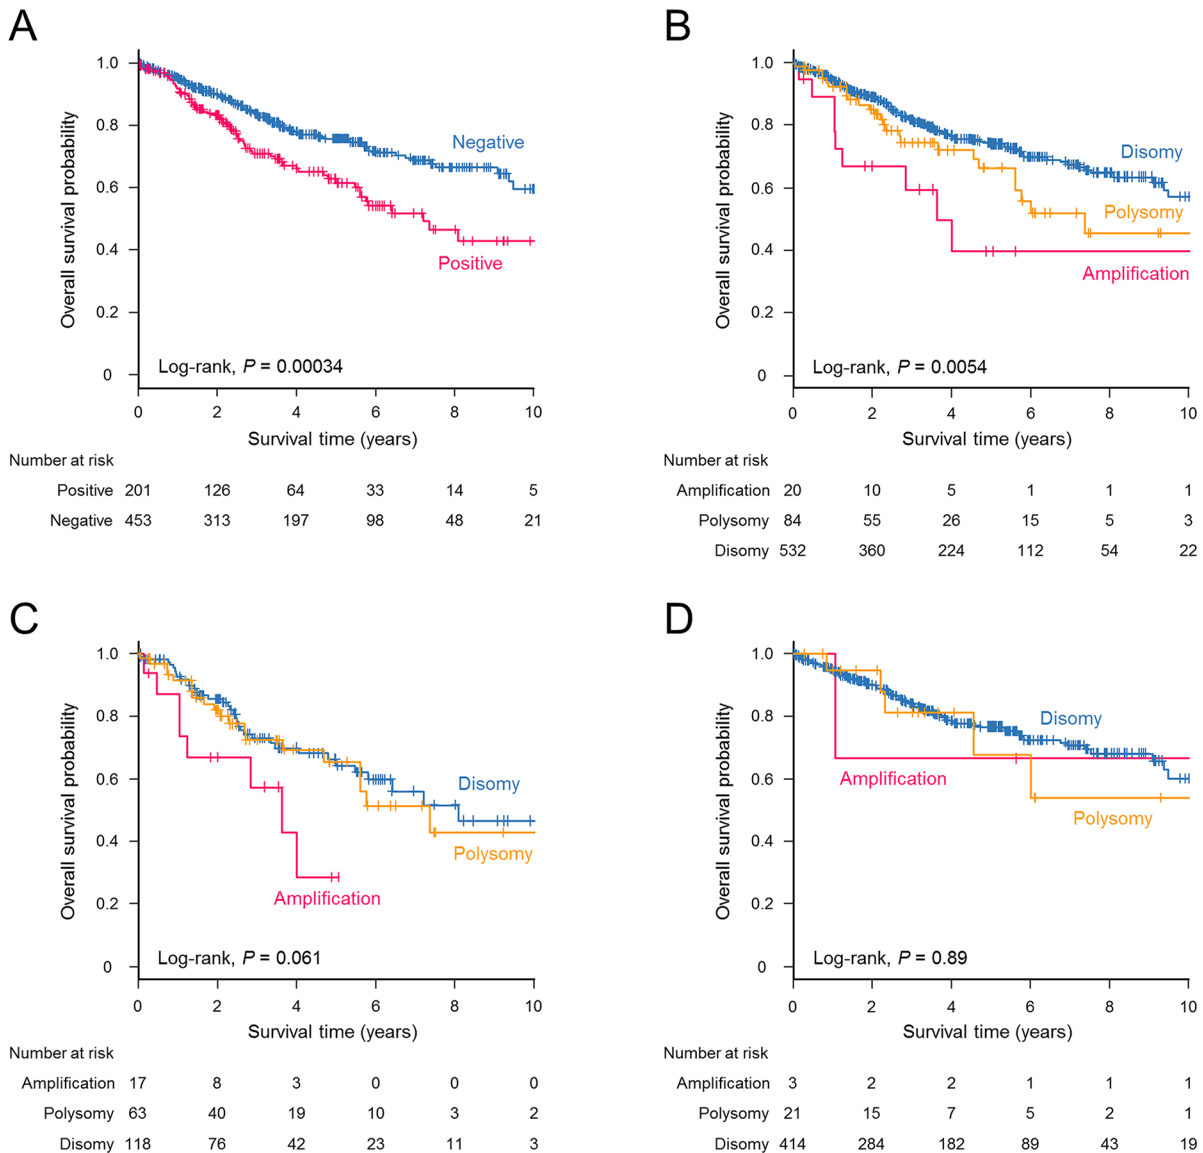 A
Overall survival probability
1.0
0.8
0.6
0.4
0.2
0
Negative
Positive
Log-rank, P = 0.00034
0 2 4 6 8 10
Survival time (years)
Number at risk
Positive 201 126 64 33 14 5
Negative 453 313 197 98 48 21
B
Overall survival probability
1.0
0.8
0.6
0.4
0.2
0
Disomy
Polysomy
Amplification
Log-rank, P = 0.0054
0 2 4 6 8 10
Survival time (years)
Number at risk
Amplification 20 10 5 1 1 1
Polysomy 84 55 26 15 5 3
Disomy 532 360 224 112 54 22
C
Overall survival probability
1.0
0.8
0.6
0.4
0.2
0
Disomy
Polysomy
Amplification
Log-rank, P = 0.061
0 2 4 6 8 10
Survival time (years)
Number at risk
Amplification 17 8 3 0 0 0
Polysomy 63 40 19 10 3 2
Disomy 118 76 42 23 11 3
D
Overall survival probability
1.0
0.8
0.6
0.4
0.2
0
Disomy
Amplification
Polysomy
Log-rank, P = 0.89
0 2 4 6 8 10
Survival time (years)
Number at risk
Amplification 3 2 2 1 1 1
Polysomy 21 15 7 5 2 1
Disomy 414 284 182 89 43 19